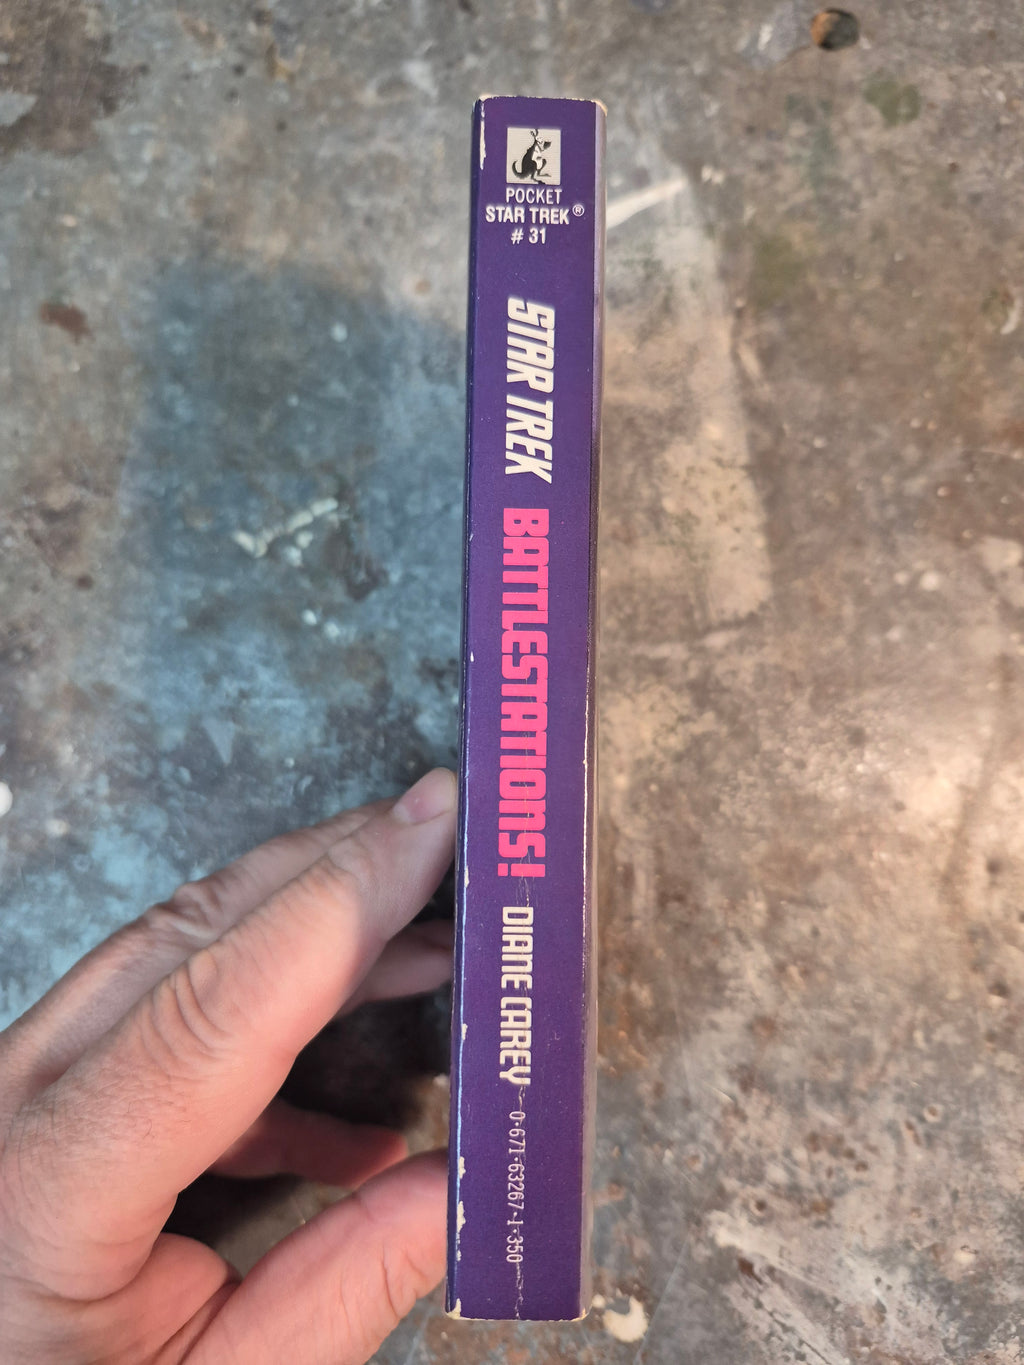 POCKET
STAR TREK®
# 31
STAR TREK
BATTLESTATIONS!
DIANE CAREY
0-671-63267-1·350